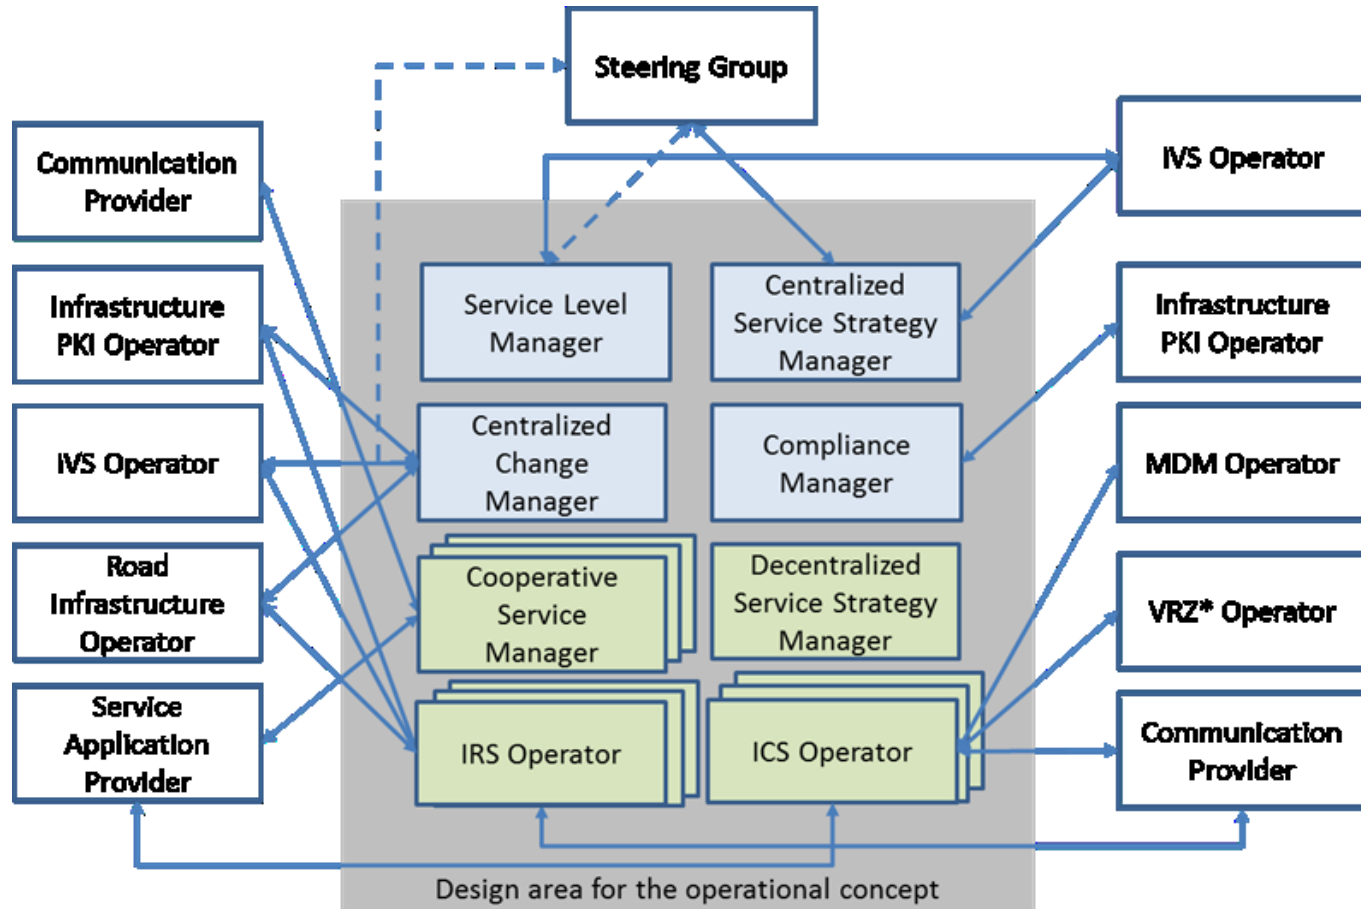 Steering Group
Communication
Provider
Infrastructure
PKI Operator
IVS Operator
Road
Infrastructure
Operator
Service
Application
Provider
Service Level
Manager
Centralized
Service Strategy
Manager
Centralized
Change
Manager
Compliance
Manager
Cooperative
Service
Manager
Decentralized
Service Strategy
Manager
IRS Operator
ICS Operator
Design area for the operational concept
IVS Operator
Infrastructure
PKI Operator
MDM Operator
VRZ* Operator
Communication
Provider